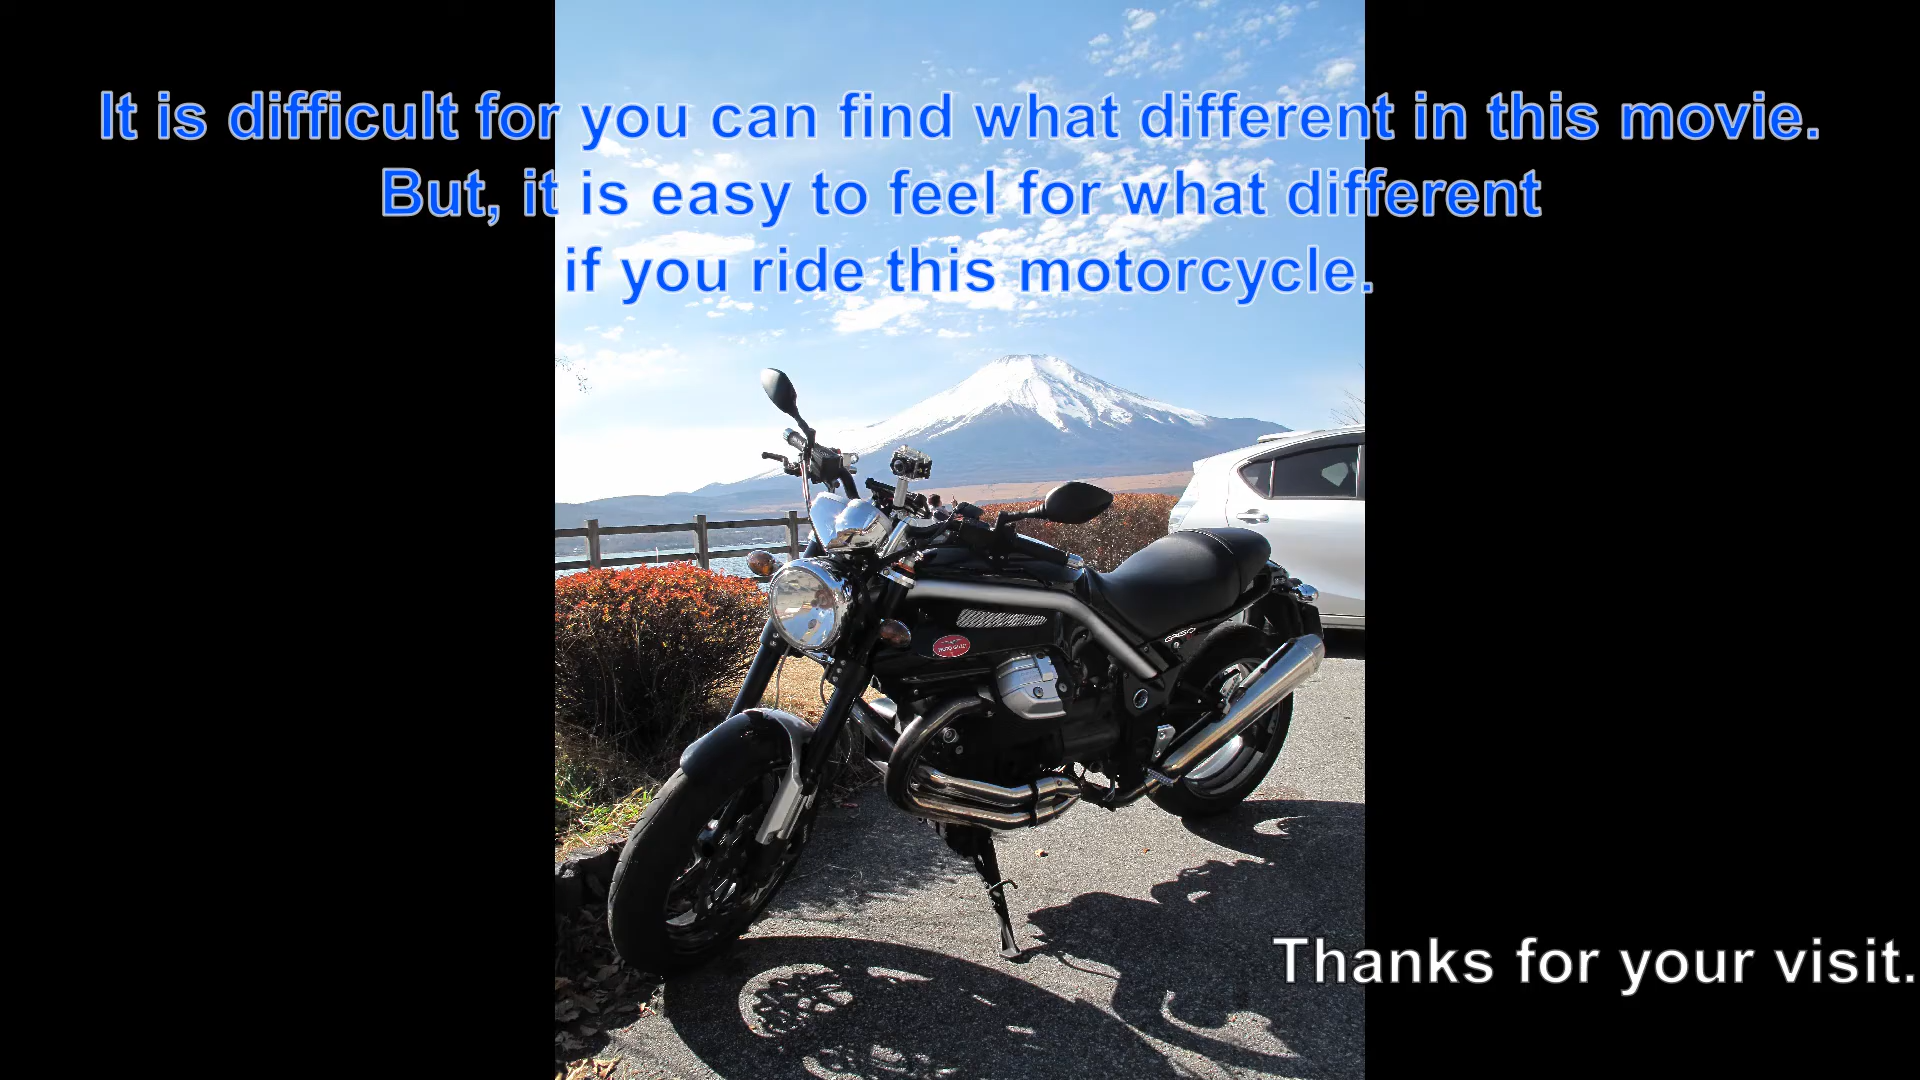 It is difficult for you can find what different in this movie.
But, it is easy to feel for what different
if you ride this motorcycle.
Thanks for your visit.